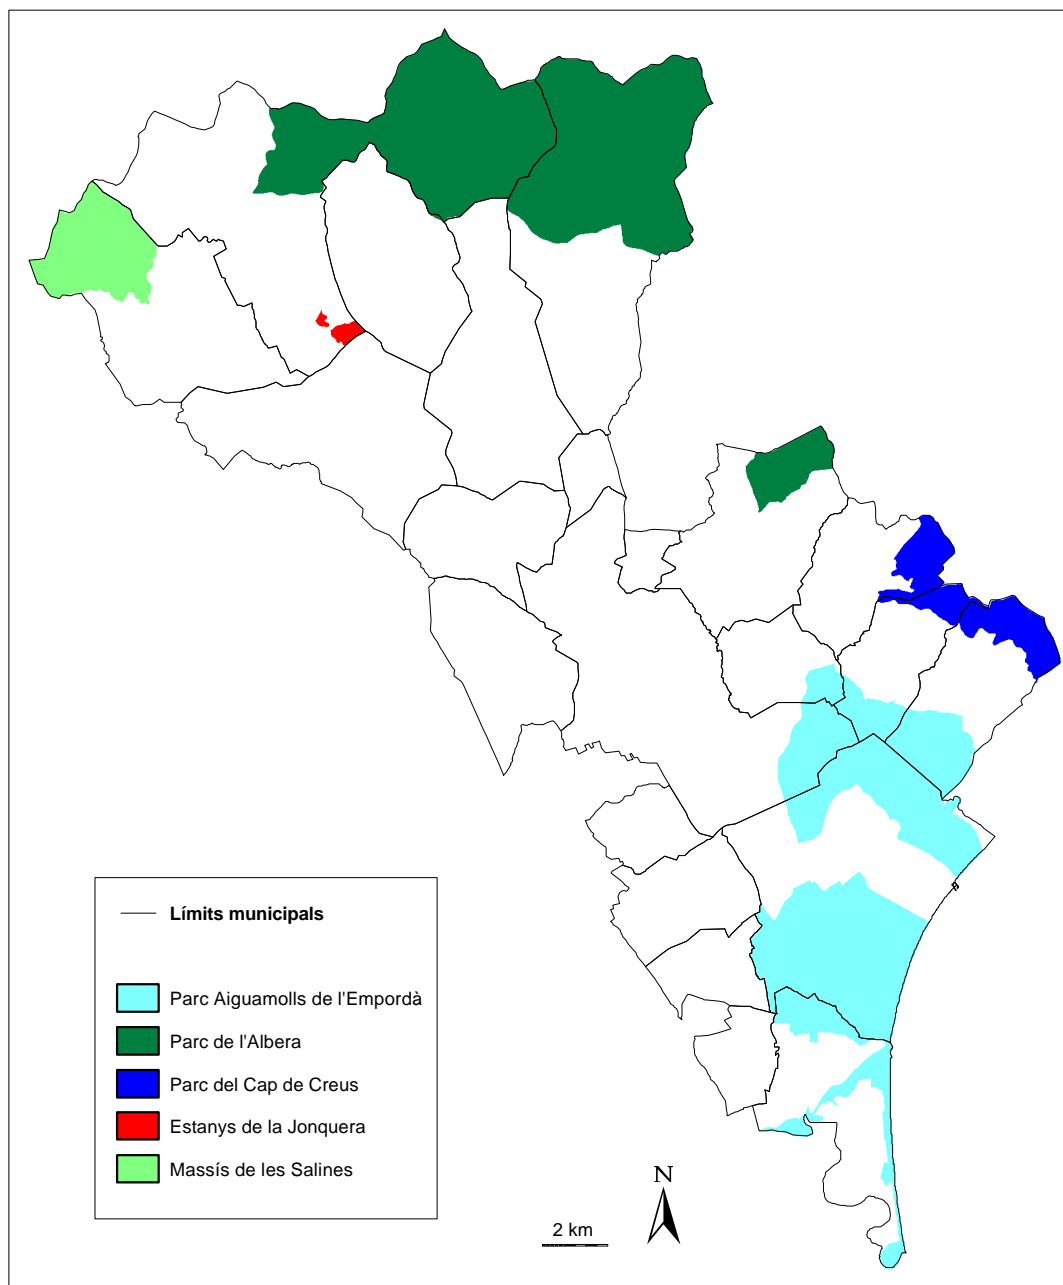 Límits municipals
Parc Aiguamolls de l'Empordà
Parc de l'Albera
Parc del Cap de Creus
Estanys de la Jonquera
Massís de les Salines
2 km
N